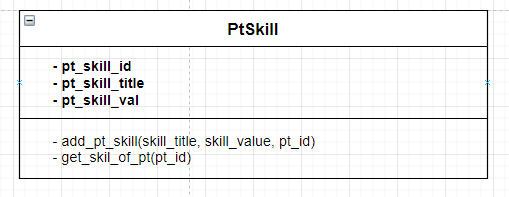 PtSkill
- pt_skill_id
- pt_skill_title
- pt_skill_val
- add_pt_skill(skill_title, skill_value, pt_id)
- get_skil_of_pt(pt_id)